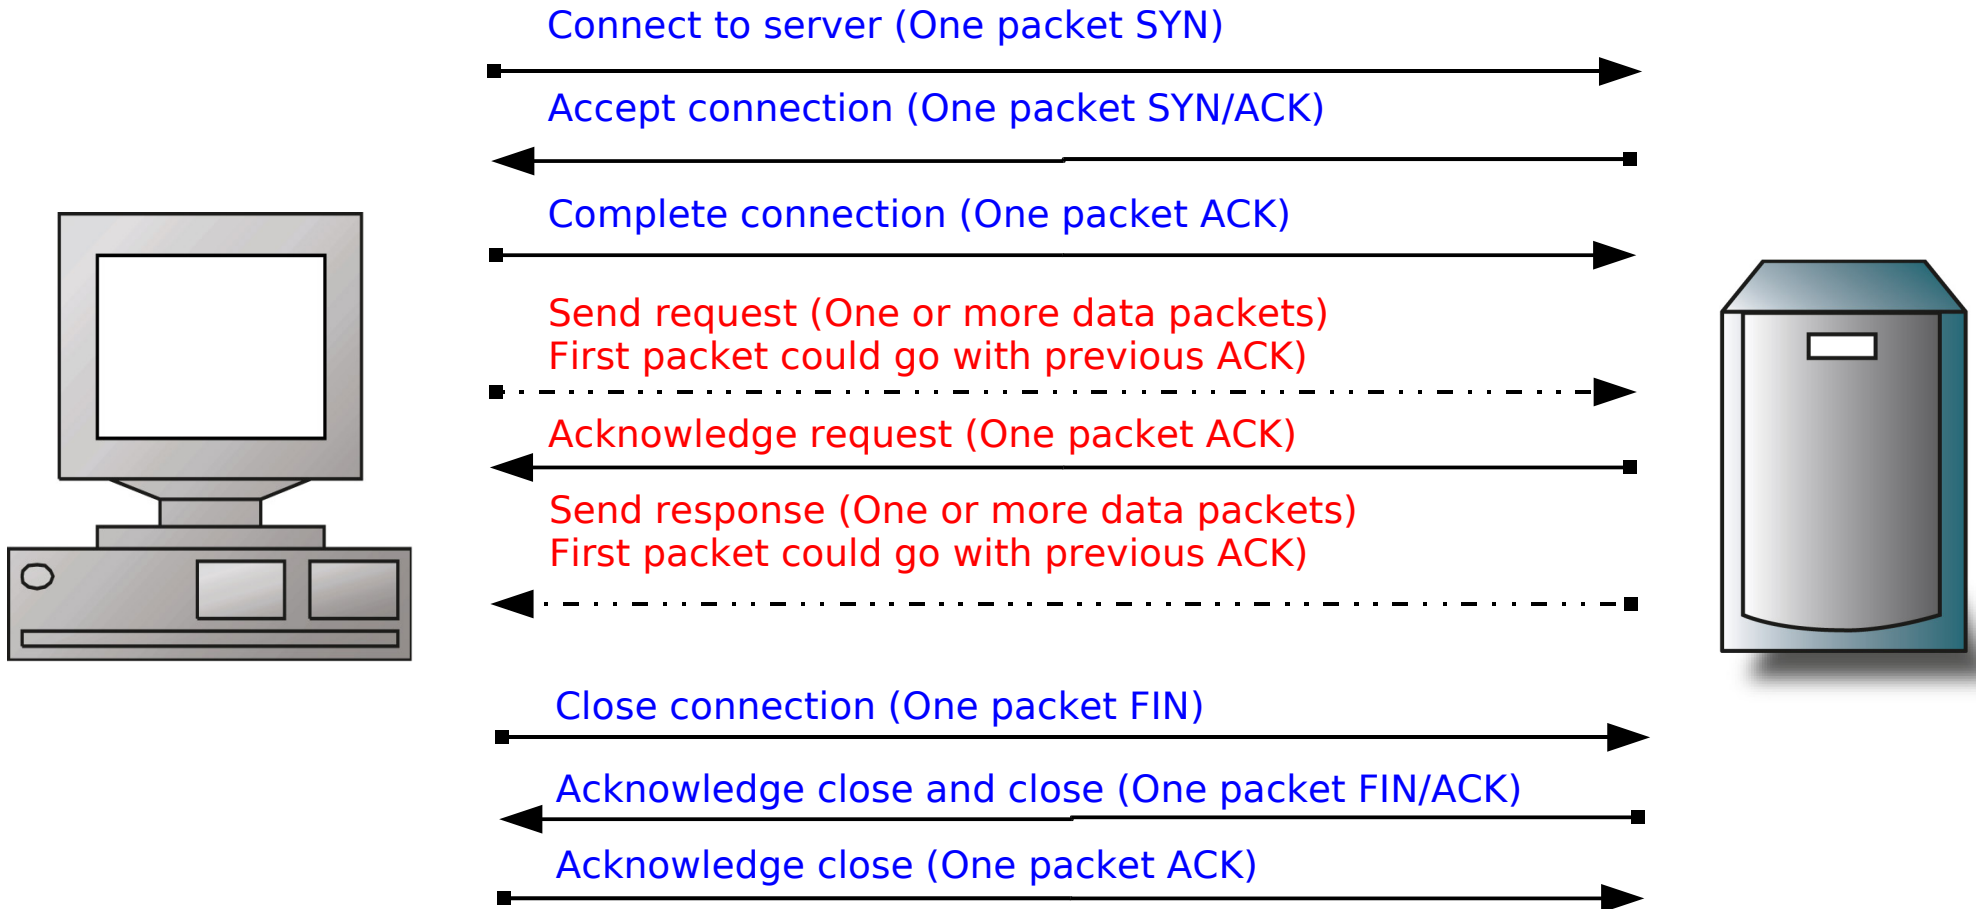 Connect to server (One packet SYN)
Accept connection (One packet SYN/ACK)
Complete connection (One packet ACK)
Send request (One or more data packets)
First packet could go with previous ACK)
Acknowledge request (One packet ACK)
Send response (One or more data packets)
First packet could go with previous ACK)
Close connection (One packet FIN)
Acknowledge close and close (One packet FIN/ACK)
Acknowledge close (One packet ACK)